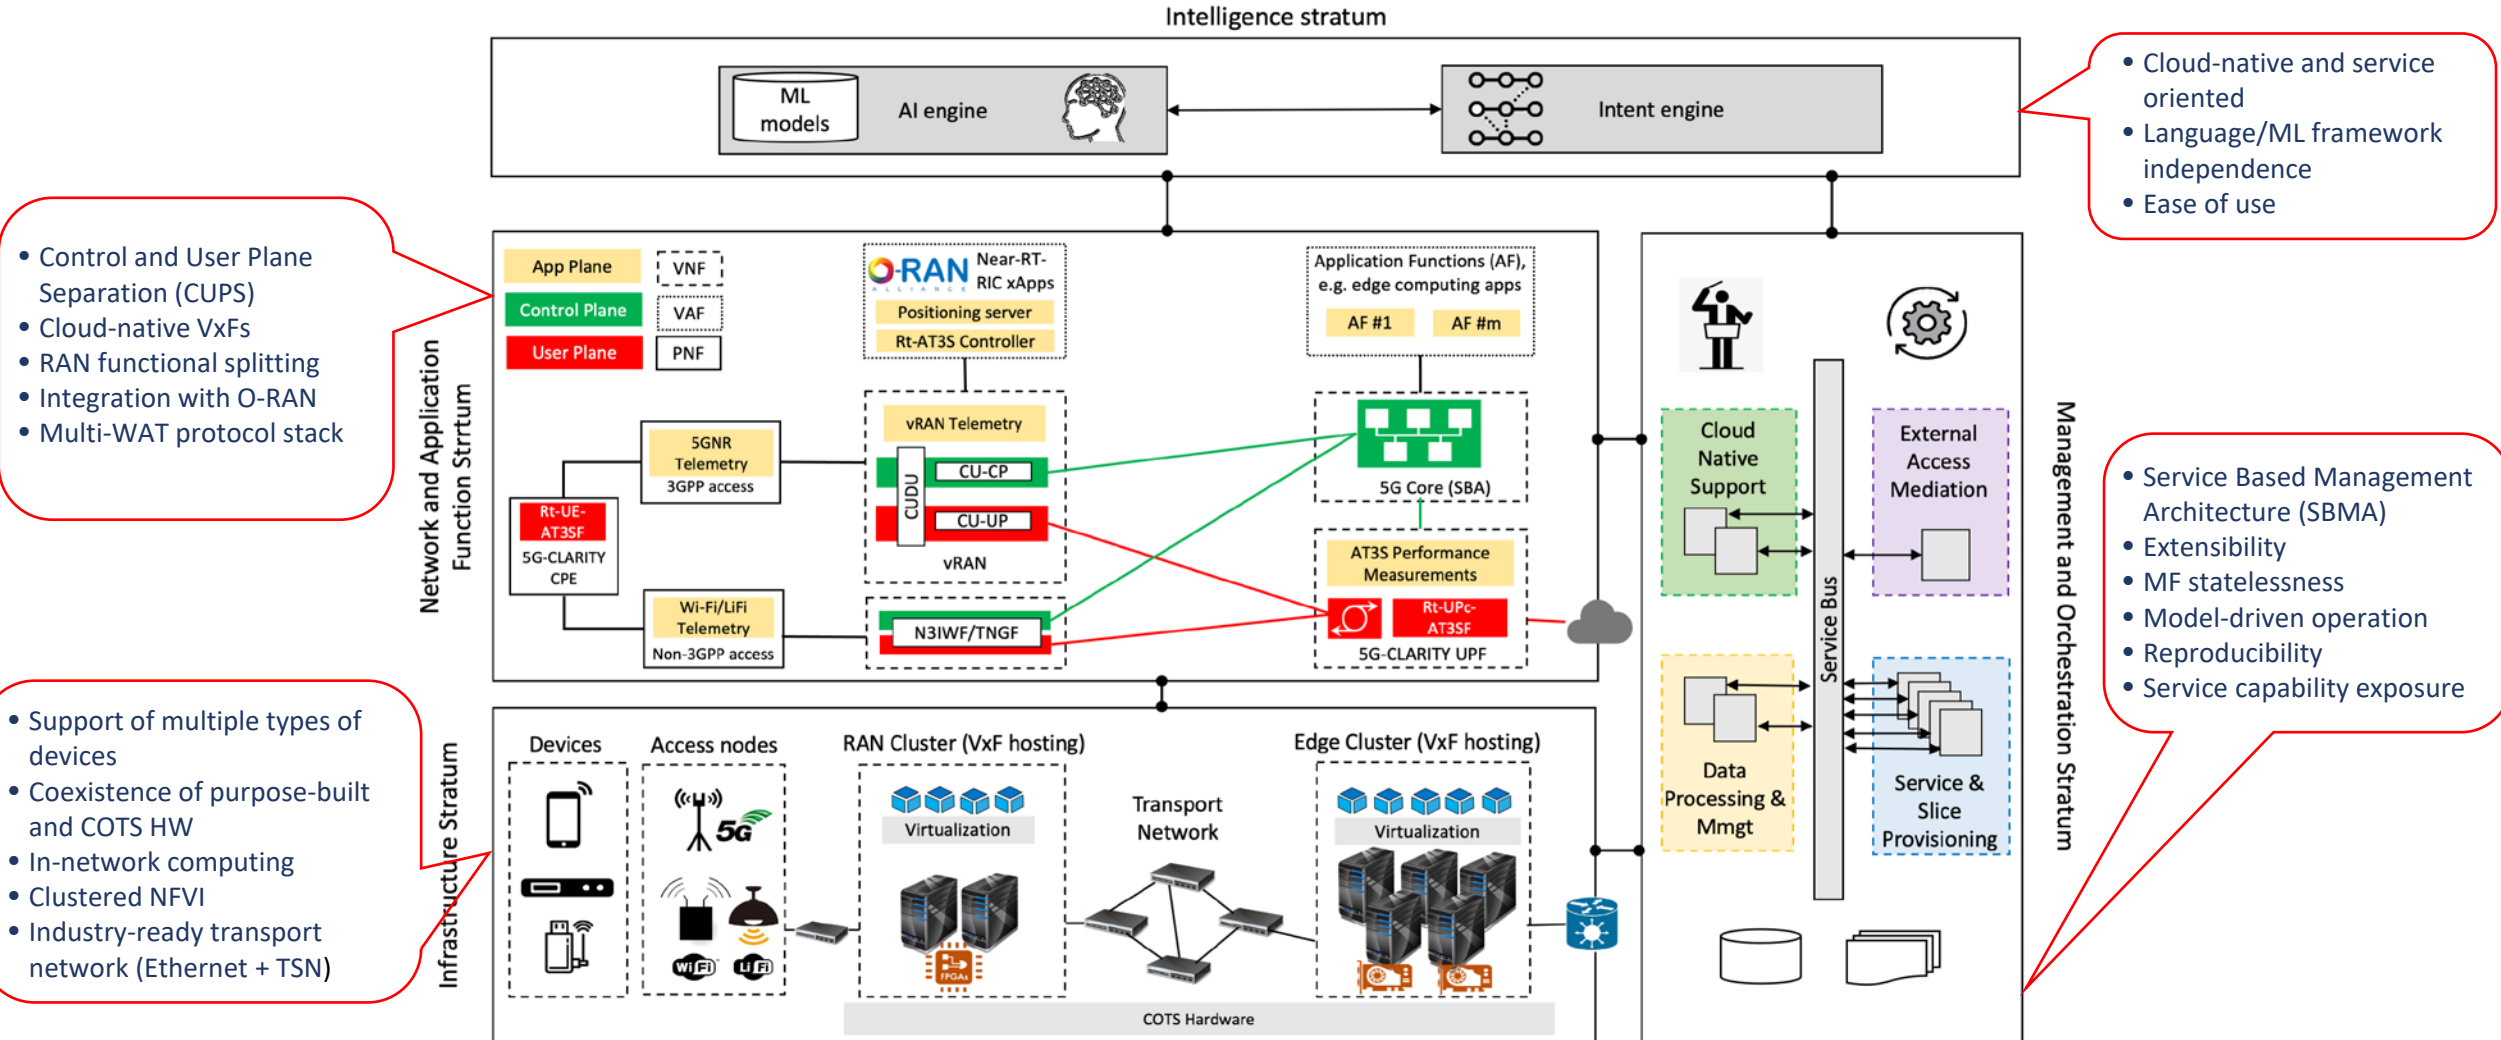 Intelligence stratum
ML
models
AI engine
Intent engine
• Cloud-native and service
oriented
• Language/ML framework
independence
• Ease of use
• Control and User Plane
Separation (CUPS)
• Cloud-native VxFs
• RAN functional splitting
• Integration with O-RAN
• Multi-WAT protocol stack
Network and Application
Function Strrtum
App Plane
VNF
Control Plane
VAF
User Plane
PNF
O-RAN
ALLIANCE
Near-RT-
RIC xApps
Positioning server
Rt-AT3S Controller
Application Functions (AF),
e.g. edge computing apps
AF #1
AF #m
5GNR
Telemetry
3GPP access
vRAN Telemetry
CU-CP
CUDU
CU-UP
vRAN
5G Core (SBA)
Rt-UE-
AT3SF
5G-CLARITY
CPE
AT3S Performance
Measurements
Wi-Fi/LiFi
Telemetry
Non-3GPP access
N3IWF/TNGF
Rt-UPc-
AT3SF
5G-CLARITY UPF
Cloud
Native
Support
External
Access
Mediation
Service Bus
Data
Processing &
Mmgt
Service &
Slice
Provisioning
Management and Orchestration Stratum
• Service Based Management
Architecture (SBMA)
• Extensibility
• MF statelessness
• Model-driven operation
• Reproducibility
• Service capability exposure
• Support of multiple types of
devices
• Coexistence of purpose-built
and COTS HW
• In-network computing
• Clustered NFVI
• Industry-ready transport
network (Ethernet + TSN)
Infrastructure Stratum
Devices
Access nodes
RAN Cluster (VxF hosting)
Edge Cluster (VxF hosting)
5G
Virtualization
Transport
Network
Virtualization
WiFi
LiFi
FPGAs
COTS Hardware